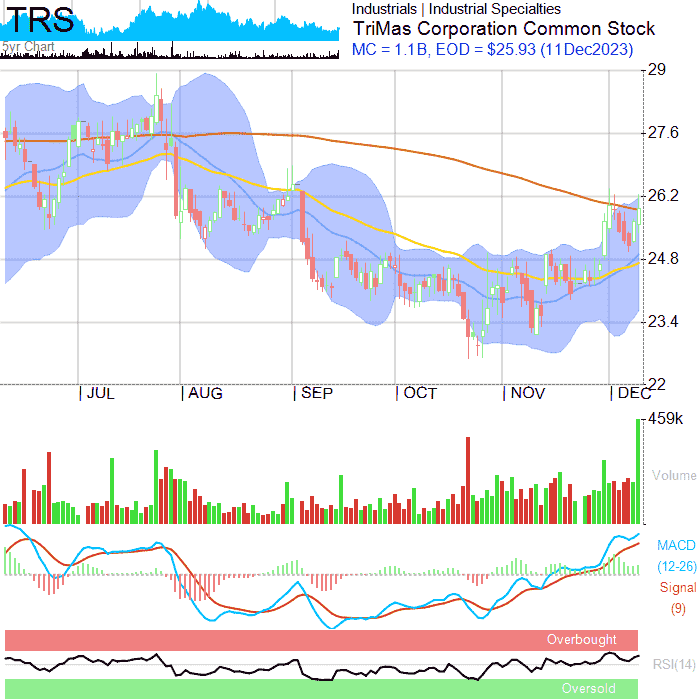 TRS
5yr Chart
Industrials | Industrial Specialties
TriMas Corporation Common Stock
MC = 1.1B, EOD = $25.93 (11Dec2023)
29
27.6
26.2
24.8
23.4
22
JUL AUG SEP OCT NOV DEC
459k
Volume
MACD
(12-26)
Signal
(9)
Overbought
RSI(14)
Oversold